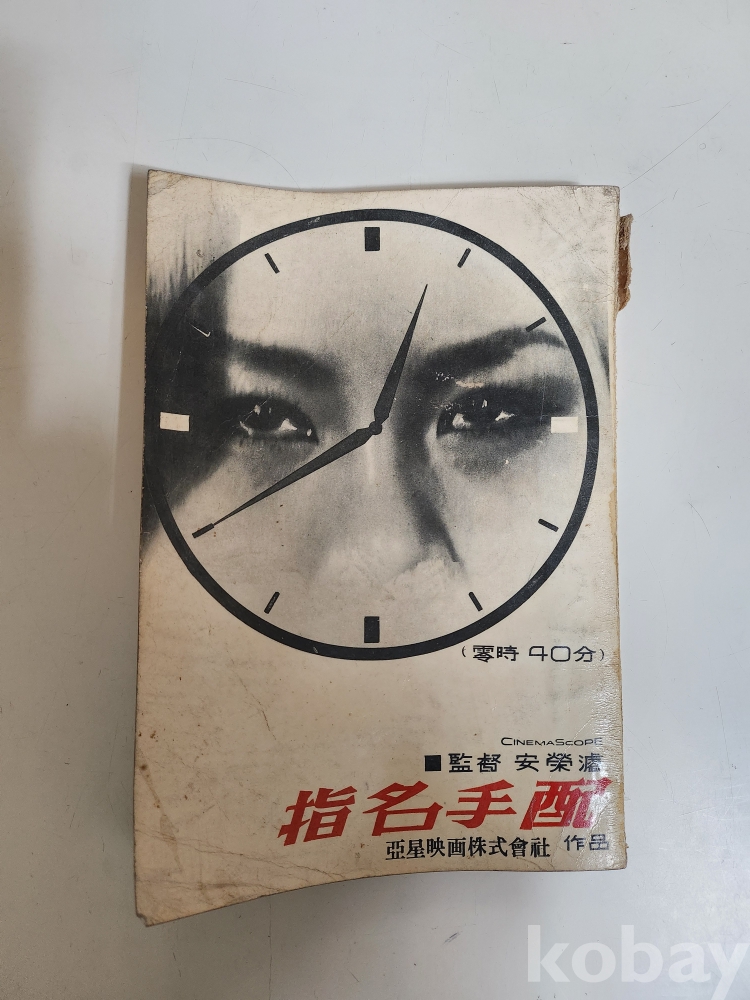 (零時 40分)
CINEMASCOPE
■監督 安榮濾
指名手配
亞星映画株式會社 作品
kobay